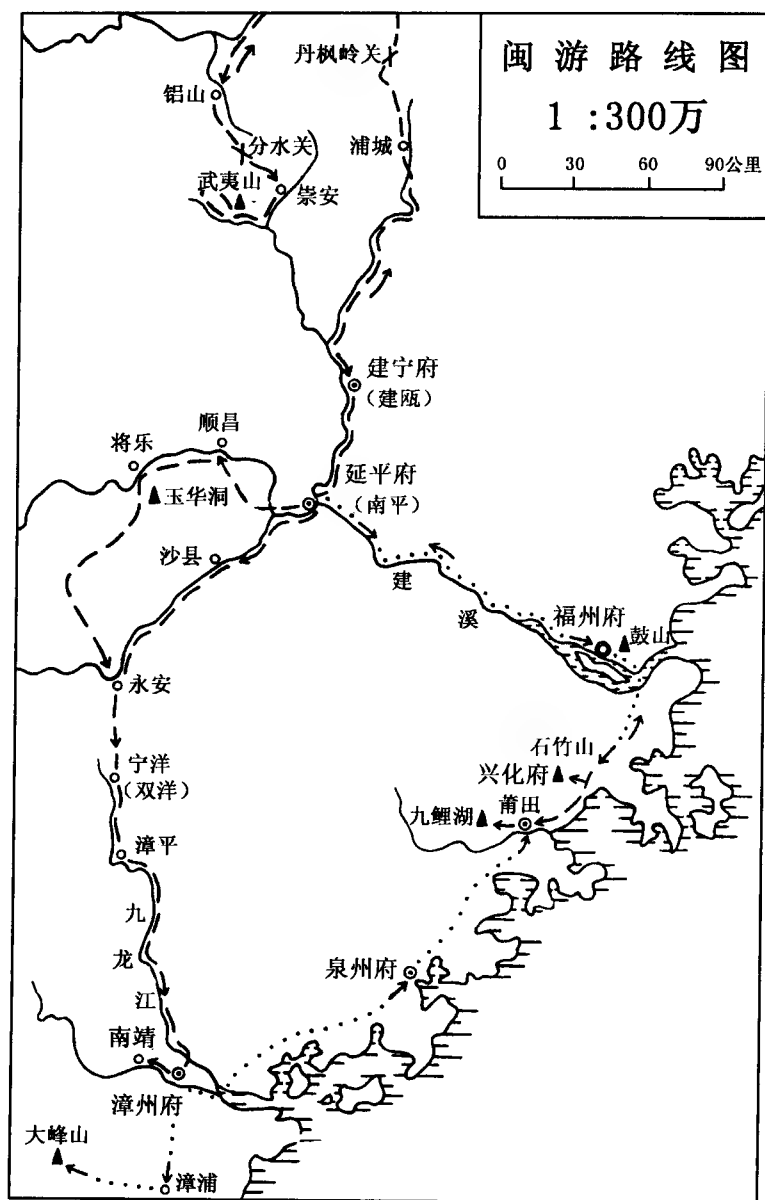 闽游路线图
1:300万
0 30 60 90公里
丹枫岭关
铝山
分水关
浦城
武夷山
崇安
建宁府
(建瓯)
顺昌
将乐
延平府
(南平)
玉华洞
沙县
建
溪
福州府
鼓山
永安
石竹山
宁洋
(双洋)
兴化府
莆田
九鲤湖
漳平
九
龙
江
泉州府
南靖
漳州府
大峰山
漳浦